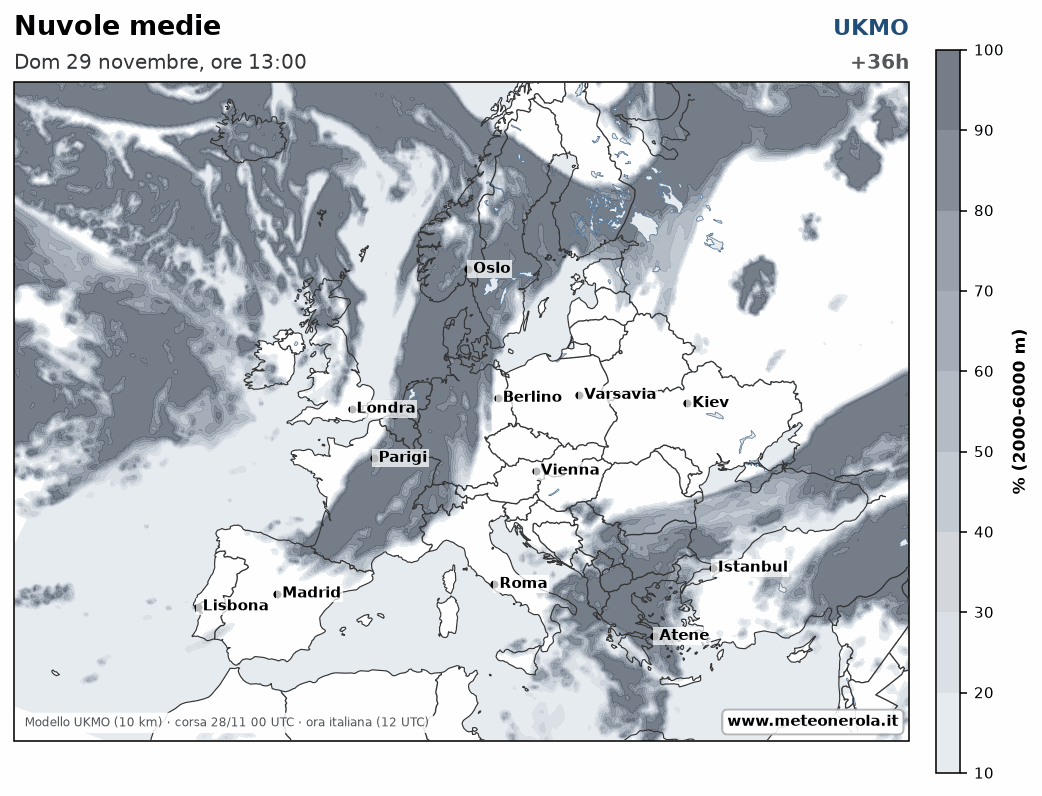 Nuvole medie
UKMO
Dom 29 novembre, ore 13:00
+36h
100
90
80
70
60
50
40
30
20
10
% (2000-6000 m)
Oslo
Londra
Berlino
Varsavia
Kiev
Parigi
Vienna
Istanbul
Roma
Madrid
Lisbona
Atene
Modello UKMO (10 km) · corsa 28/11 00 UTC · ora italiana (12 UTC)
www.meteonerola.it